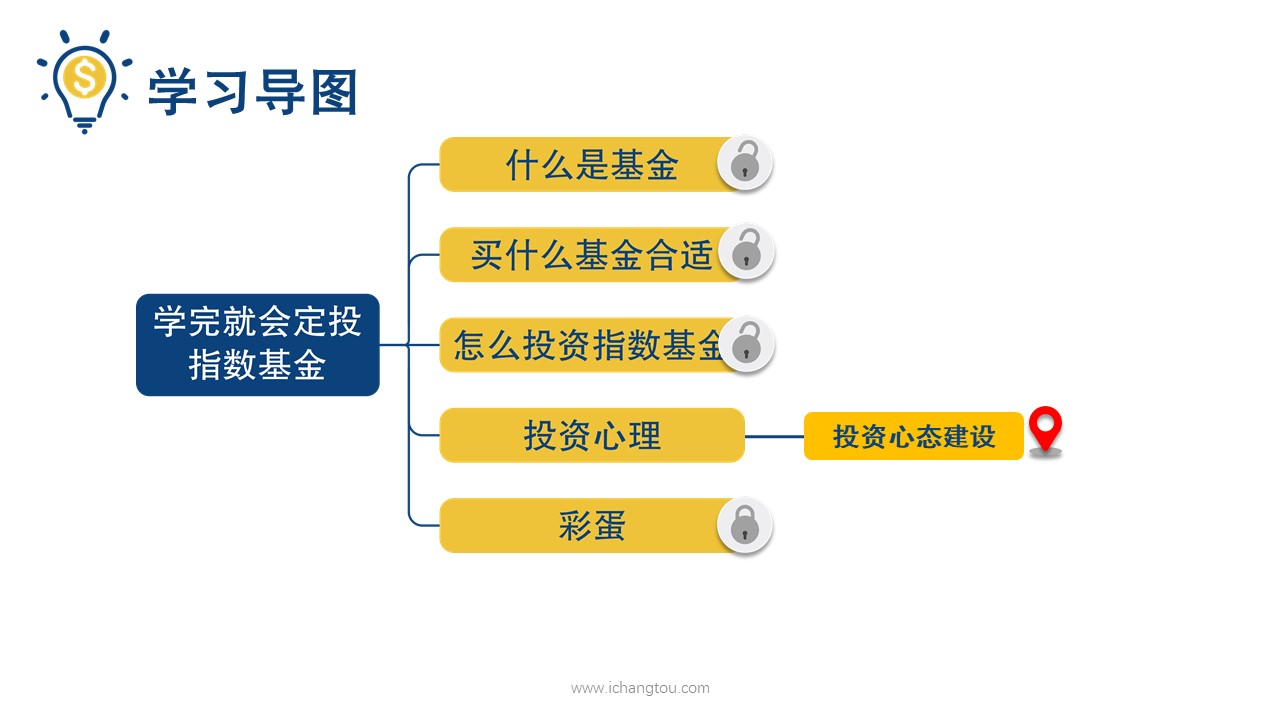 学习导图
什么是基金
买什么基金合适
学完就会定投
指数基金
怎么投资指数基金
投资心理
投资心态建设
彩蛋
www.ichangtou.com